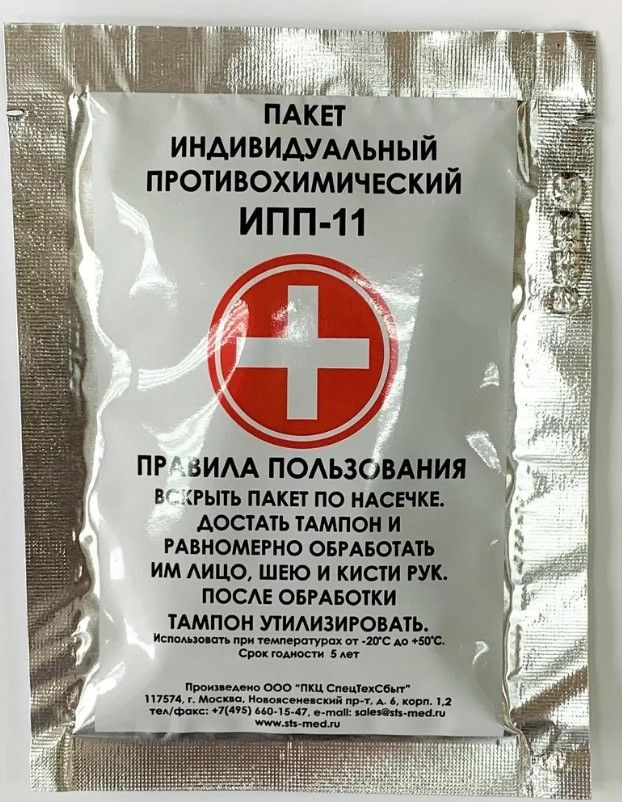 ПАКЕТ
ИНДИВИДУАЛЬНЫЙ
ПРОТИВОХИМИЧЕСКИЙ
ИПП-11
ПРАВИЛА ПОЛЬЗОВАНИЯ
ВСКРЫТЬ ПАКЕТ ПО НАСЕЧКЕ.
ДОСТАТЬ ТАМПОН И
РАВНОМЕРНО ОБРАБОТАТЬ
ИМ ЛИЦО, ШЕЮ И КИСТИ РУК.
ПОСЛЕ ОБРАБОТКИ
ТАМПОН УТИЛИЗИРОВАТЬ.
Использовать при температурах от -20°С до +50°С.
Срок годности 5 лет
Произведено ООО "ПКЦ СпецТехСбыт"
117574, г. Москва, Новоясеневский пр-т, д. 6, корп. 1,2
тел/факс: +7(495) 660-15-47, e-mail: sales@sts-med.ru
www.sts-med.ru